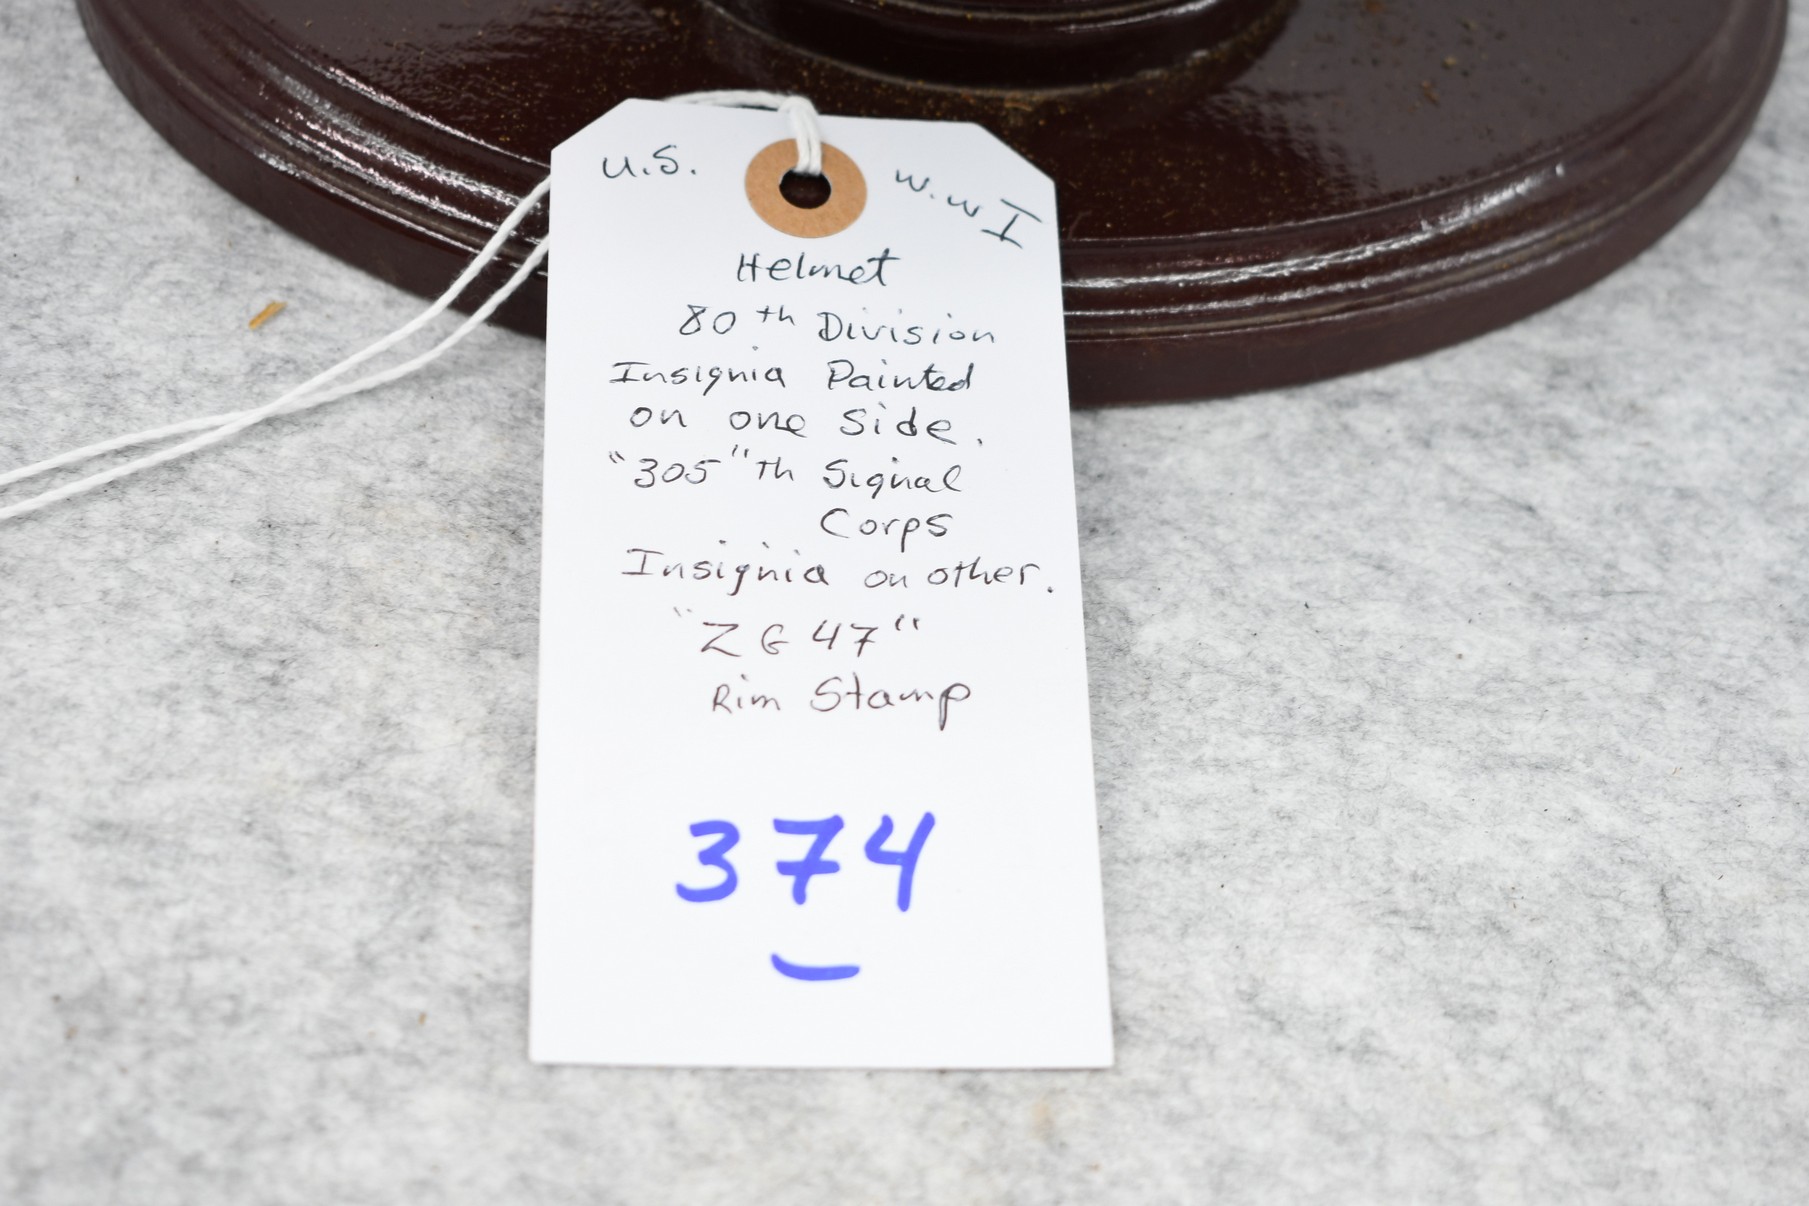 U.S. W.W I
Helmet
80th Division
Insignia Painted
on one Side.
"305"th Signal
Corps
Insignia on other.
"ZG47"
Rim Stamp
374